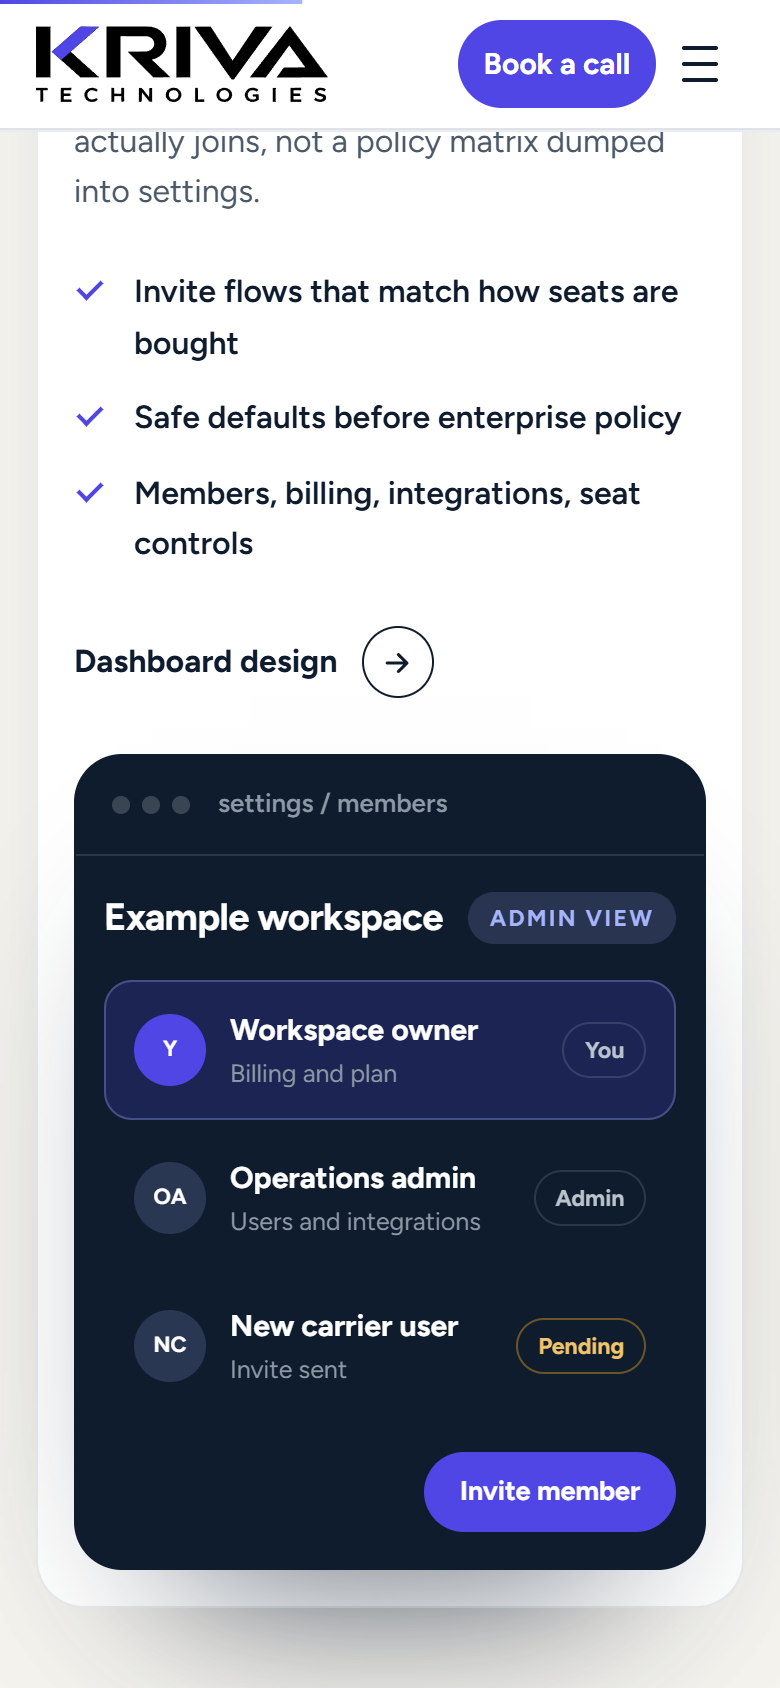 KRIVA
TECHNOLOGIES
Book a call
actually joins, not a policy matrix dumped
into settings.
Invite flows that match how seats are
bought
Safe defaults before enterprise policy
Members, billing, integrations, seat
controls
Dashboard design
settings / members
Example workspace
ADMIN VIEW
Y
Workspace owner
Billing and plan
You
OA
Operations admin
Users and integrations
Admin
NC
New carrier user
Invite sent
Pending
Invite member